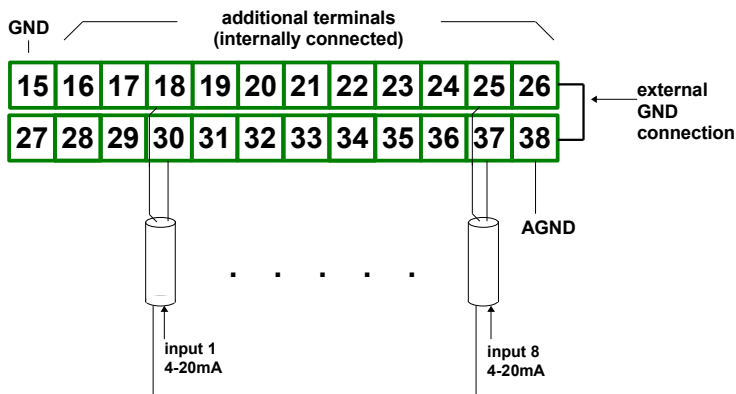 additional terminals
(internally connected)
GND
15 16 17 18 19 20 21 22 23 24 25 26
27 28 29 30 31 32 33 34 35 36 37 38
external
GND
connection
AGND
input 1
4-20mA
input 8
4-20mA